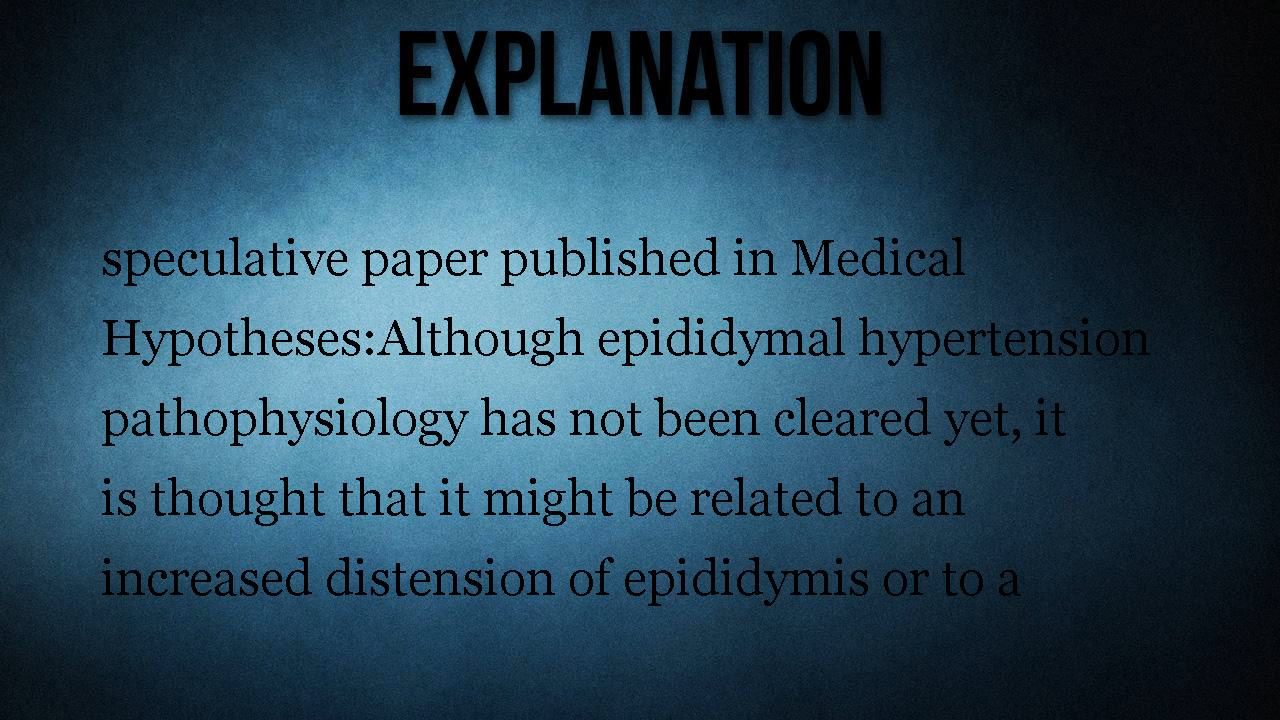 EXPLANATION
speculative paper published in Medical
Hypotheses:Although epididymal hypertension
pathophysiology has not been cleared yet, it
is thought that it might be related to an
increased distension of epididymis or to a